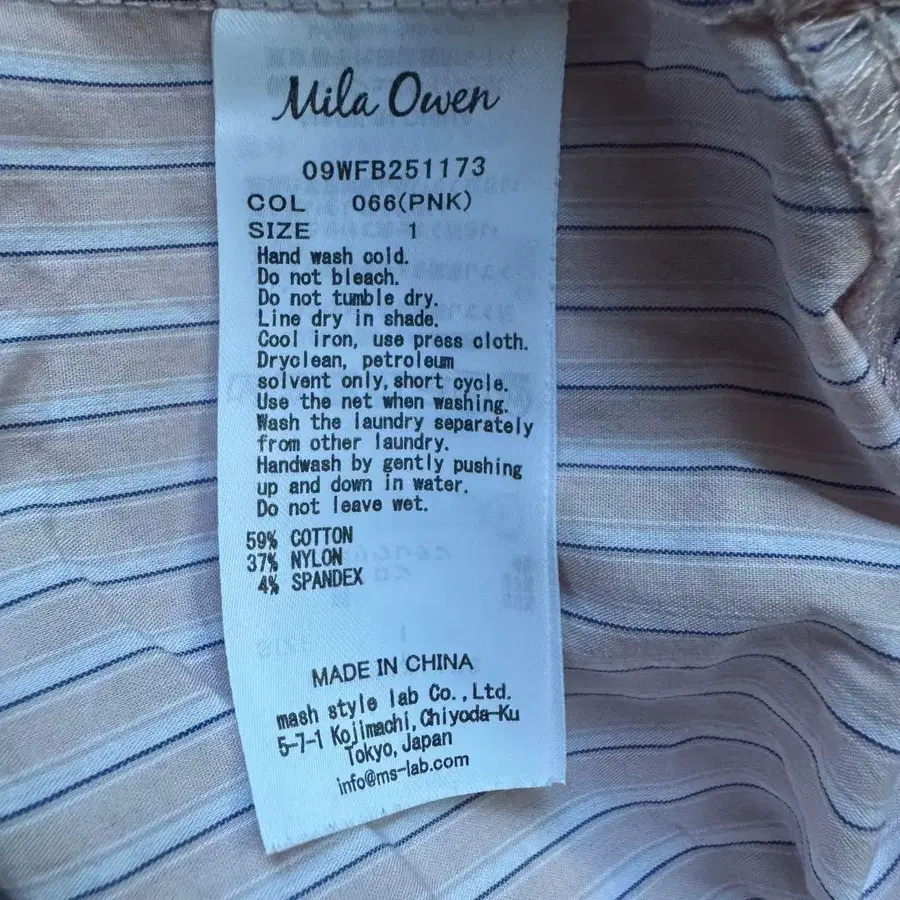 Mila Owen
09WFB251173
COL 066(PNK)
SIZE 1
Hand wash cold.
Do not bleach.
Do not tumble dry.
Line dry in shade.
Cool iron, use press cloth.
Dryclean, petroleum
solvent only, short cycle.
Use the net when washing.
Wash the laundry separately
from other laundry.
Handwash by gently pushing
up and down in water.
Do not leave wet.
59% COTTON
37% NYLON
4% SPANDEX
MADE IN CHINA
mash style lab Co., Ltd.
5-7-1 Kojimachi, Chiyoda-Ku
Tokyo, Japan
info@ms-lab.com